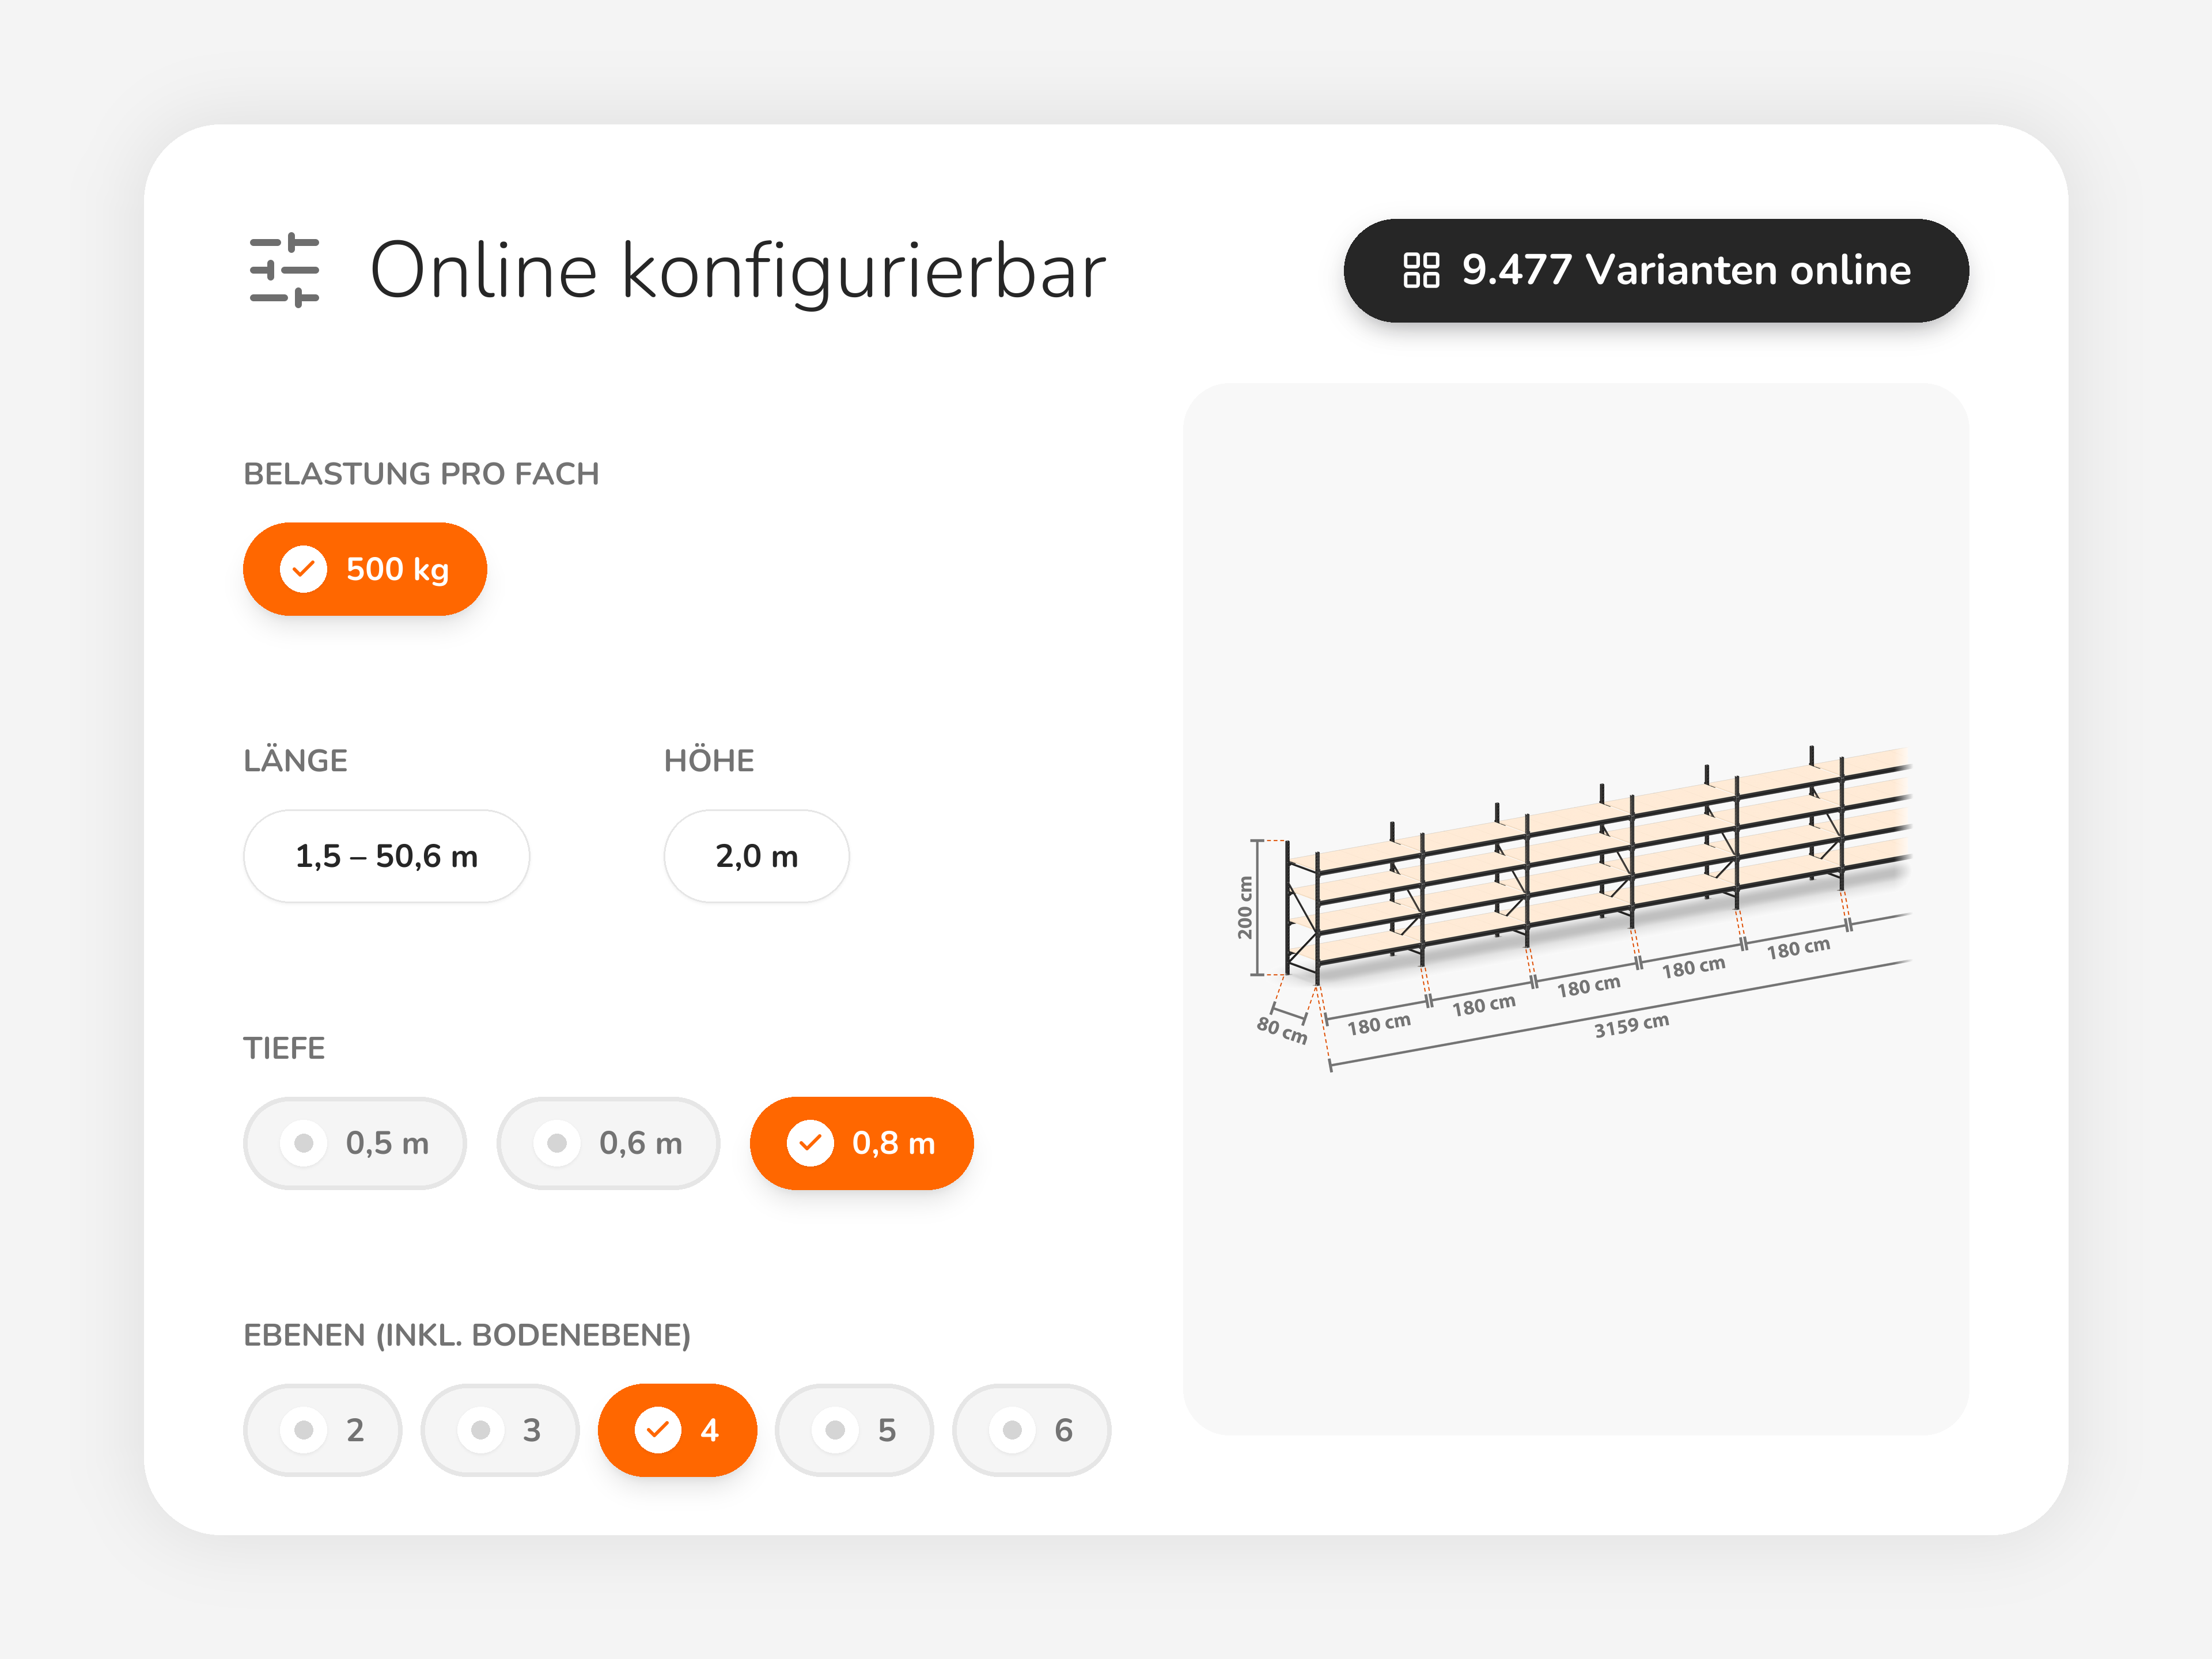 Online konfigurierbar
9.477 Varianten online
BELASTUNG PRO FACH
500 kg
LÄNGE
HÖHE
1,5 – 50,6 m
2,0 m
TIEFE
0,5 m
0,6 m
0,8 m
EBENEN (INKL. BODENEBENE)
2
3
4
5
6
200 cm
80 cm
180 cm
180 cm
180 cm
180 cm
180 cm
3159 cm